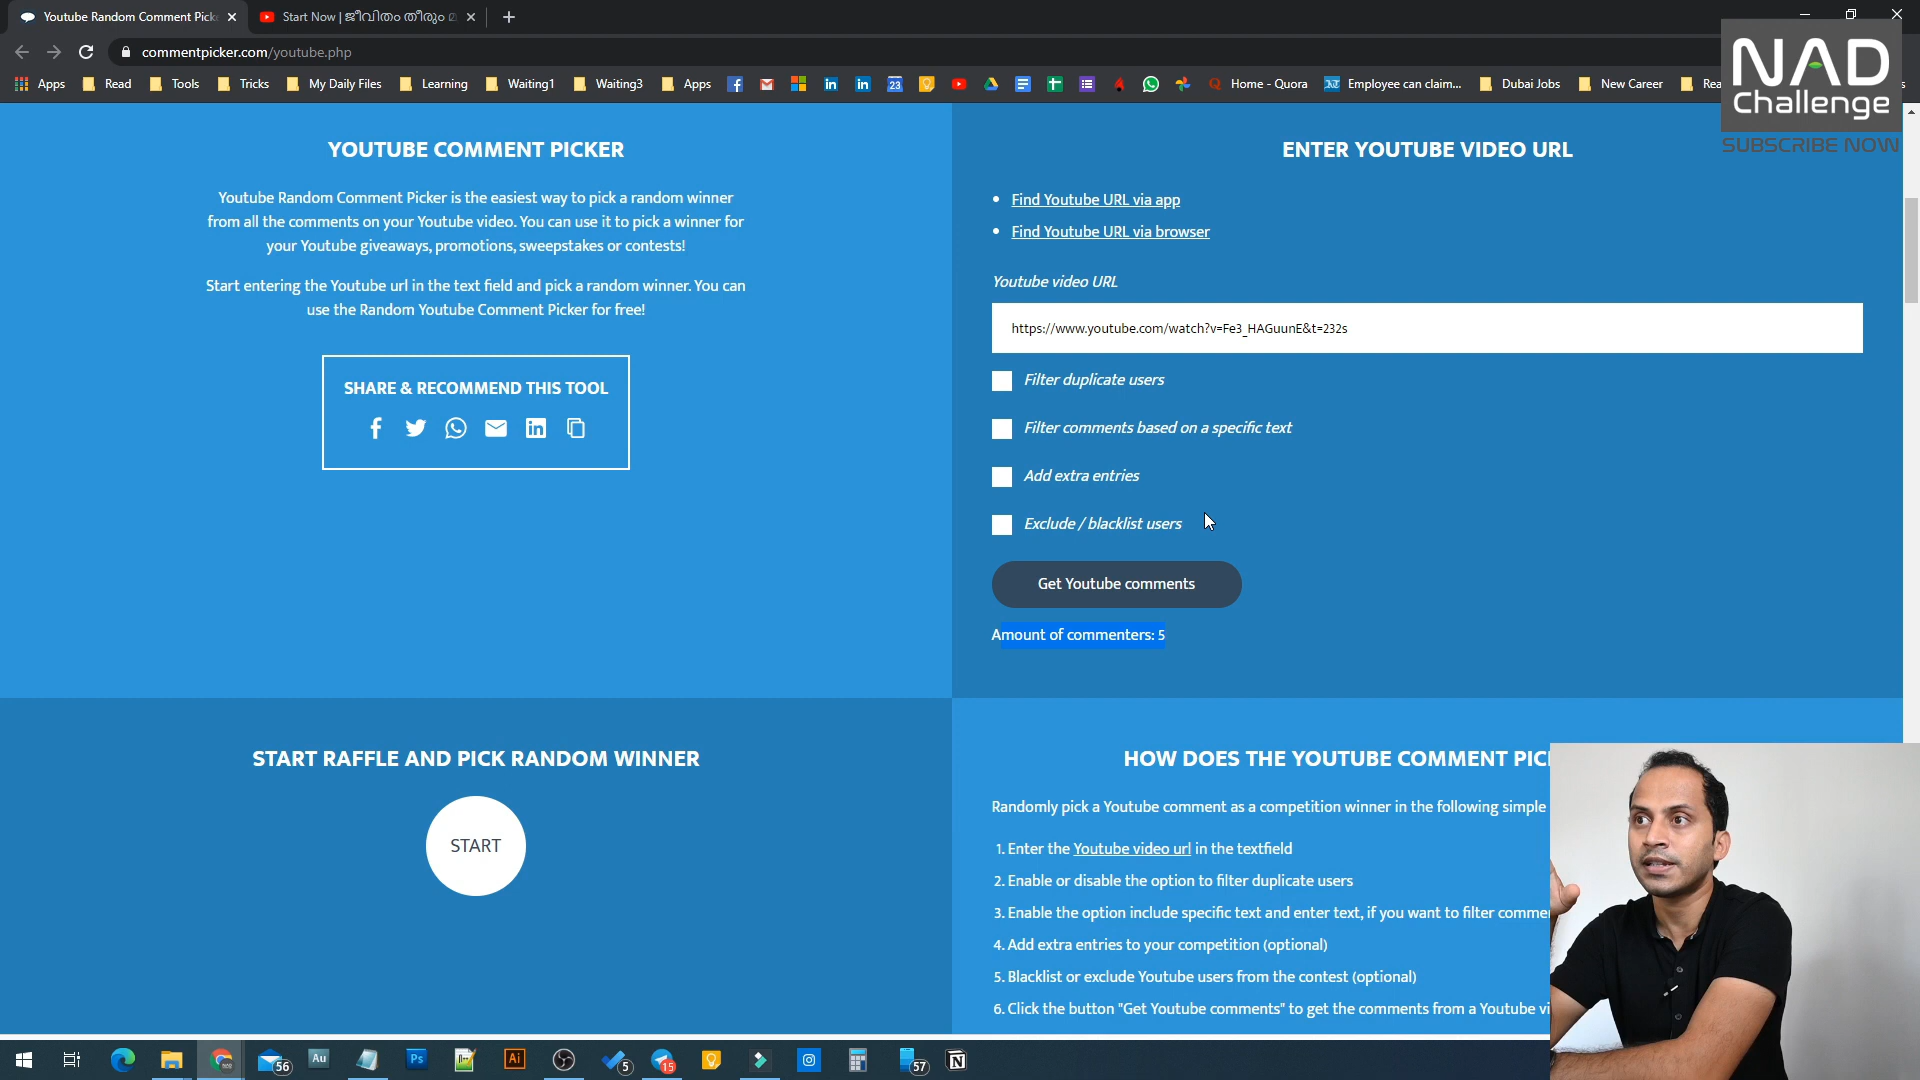 Youtube Random Comment Pick
Start Now | ജീവിതം തീരും മ
commentpicker.com/youtube.php
Apps Read Tools Tricks My Daily Files Learning Waiting1 Waiting3 Apps Home - Quora Employee can claim... Dubai Jobs New Career Rea
23
NAD
Challenge
SUBSCRIBE NOW
YOUTUBE COMMENT PICKER
Youtube Random Comment Picker is the easiest way to pick a random winner
from all the comments on your Youtube video. You can use it to pick a winner for
your Youtube giveaways, promotions, sweepstakes or contests!
Start entering the Youtube url in the text field and pick a random winner. You can
use the Random Youtube Comment Picker for free!
SHARE & RECOMMEND THIS TOOL
ENTER YOUTUBE VIDEO URL
Find Youtube URL via app
Find Youtube URL via browser
Youtube video URL
https://www.youtube.com/watch?v=Fe3_HAGuunE&t=232s
Filter duplicate users
Filter comments based on a specific text
Add extra entries
Exclude / blacklist users
Get Youtube comments
Amount of commenters: 5
START RAFFLE AND PICK RANDOM WINNER
START
HOW DOES THE YOUTUBE COMMENT PIC
Randomly pick a Youtube comment as a competition winner in the following simple
1. Enter the Youtube video url in the textfield
2. Enable or disable the option to filter duplicate users
3. Enable the option include specific text and enter text, if you want to filter comme
4. Add extra entries to your competition (optional)
5. Blacklist or exclude Youtube users from the contest (optional)
6. Click the button "Get Youtube comments" to get the comments from a Youtube vi
56 Au Ps Ai 5 15 57